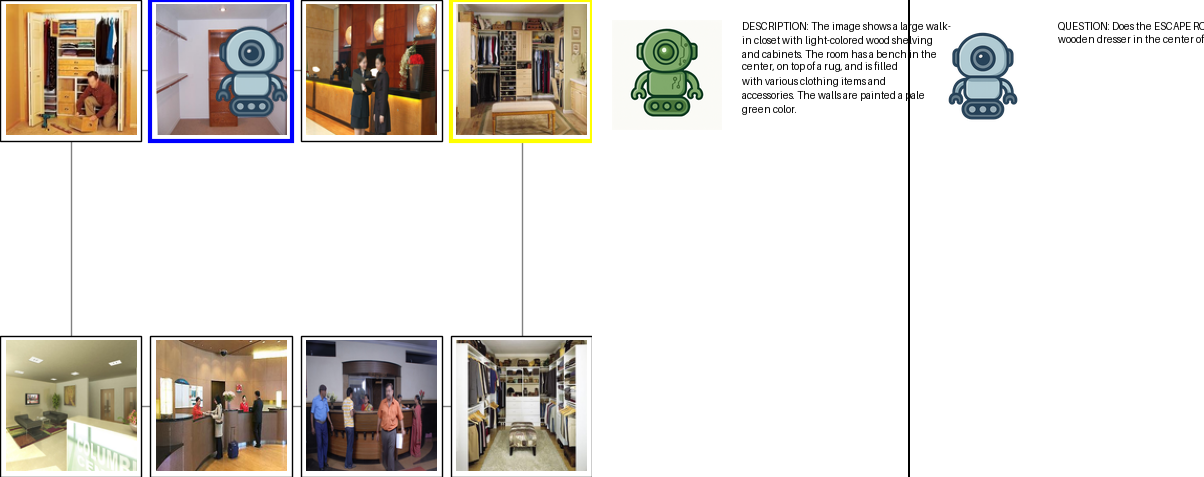 DESCRIPTION: The image shows a large walk-
in closet with light-colored wood shelving
and cabinets. The room has a bench in the
center, on top of a rug, and is filled
with various clothing items and
accessories. The walls are painted a pale
green color.
QUESTION: Does the ESCAPE RO
wooden dresser in the center of